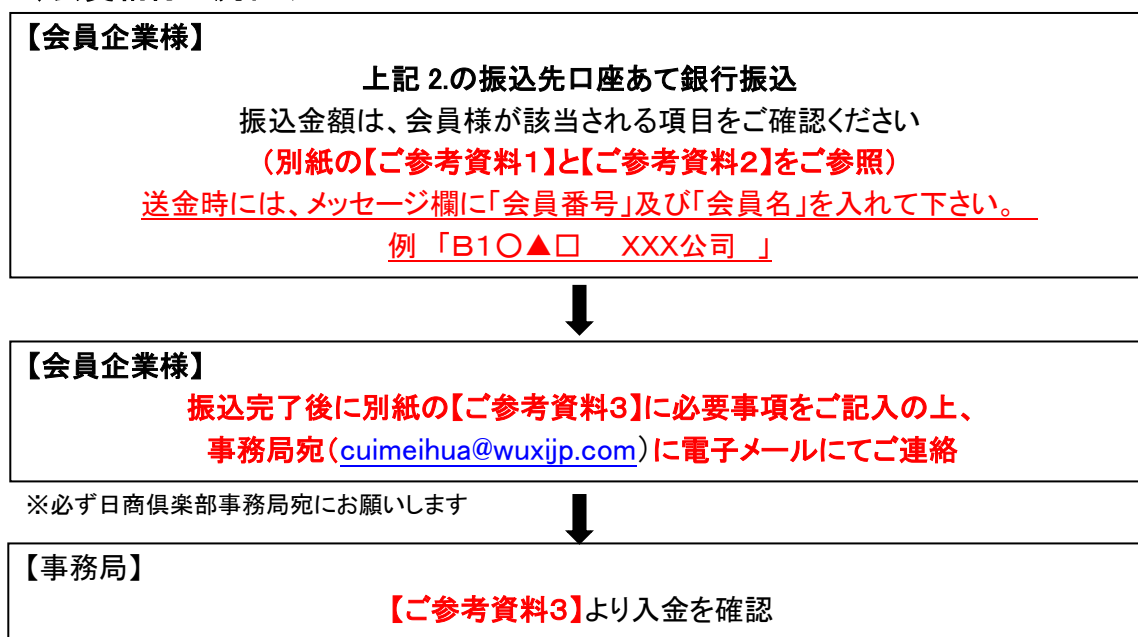 【会員企業様】
上記 2.の振込先口座あて銀行振込
振込金額は、会員様が該当される項目をご確認ください
(別紙の【ご参考資料1】と【ご参考資料2】をご参照)
送金時には、メッセージ欄に「会員番号」及び「会員名」を入れて下さい。
例 「B1〇▲□　XXX公司 」
【会員企業様】
振込完了後に別紙の【ご参考資料3】に必要事項をご記入の上、
事務局宛(cuimeihua@wuxijp.com)に電子メールにてご連絡
※必ず日商倶楽部事務局宛にお願いします
【事務局】
【ご参考資料3】より入金を確認